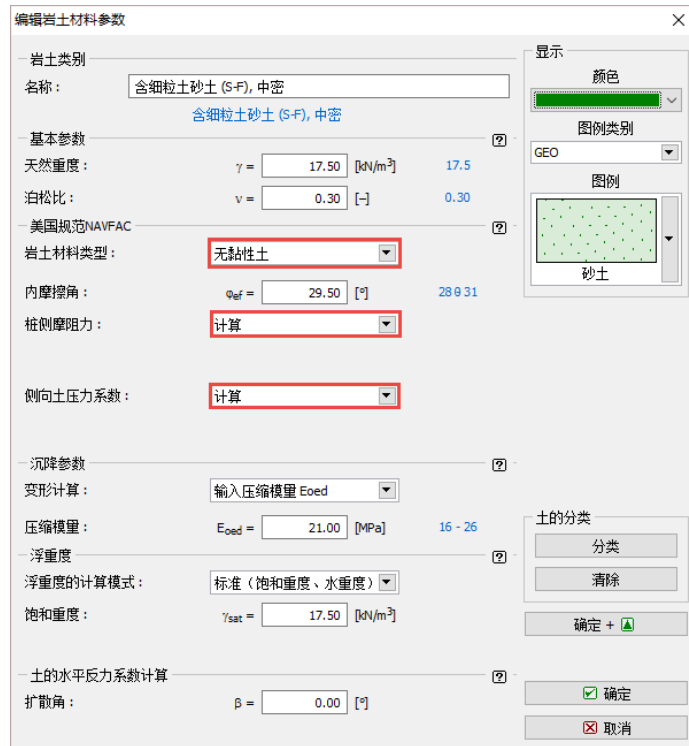 编辑岩土材料参数
岩土类别
名称： 含细粒土砂土 (S-F), 中密
含细粒土砂土 (S-F), 中密
基本参数 [?]
天然重度： γ = 17.50 [kN/m³] 17.5
泊松比： ν = 0.30 [–] 0.30
美国规范NAVFAC [?]
岩土材料类型： 无黏性土
内摩擦角： φef = 29.50 [°] 28 θ 31
桩侧摩阻力： 计算
侧向土压力系数： 计算
沉降参数 [?]
变形计算： 输入压缩模量 Eoed
压缩模量： Eoed = 21.00 [MPa] 16 - 26
浮重度 [?]
浮重度的计算模式： 标准（饱和重度、水重度）
饱和重度： γsat = 17.50 [kN/m³]
土的水平反力系数计算 [?]
扩散角： β = 0.00 [°]
显示
颜色
图例类别
GEO
图例
砂土
土的分类
分类
清除
确定 +
确定
取消